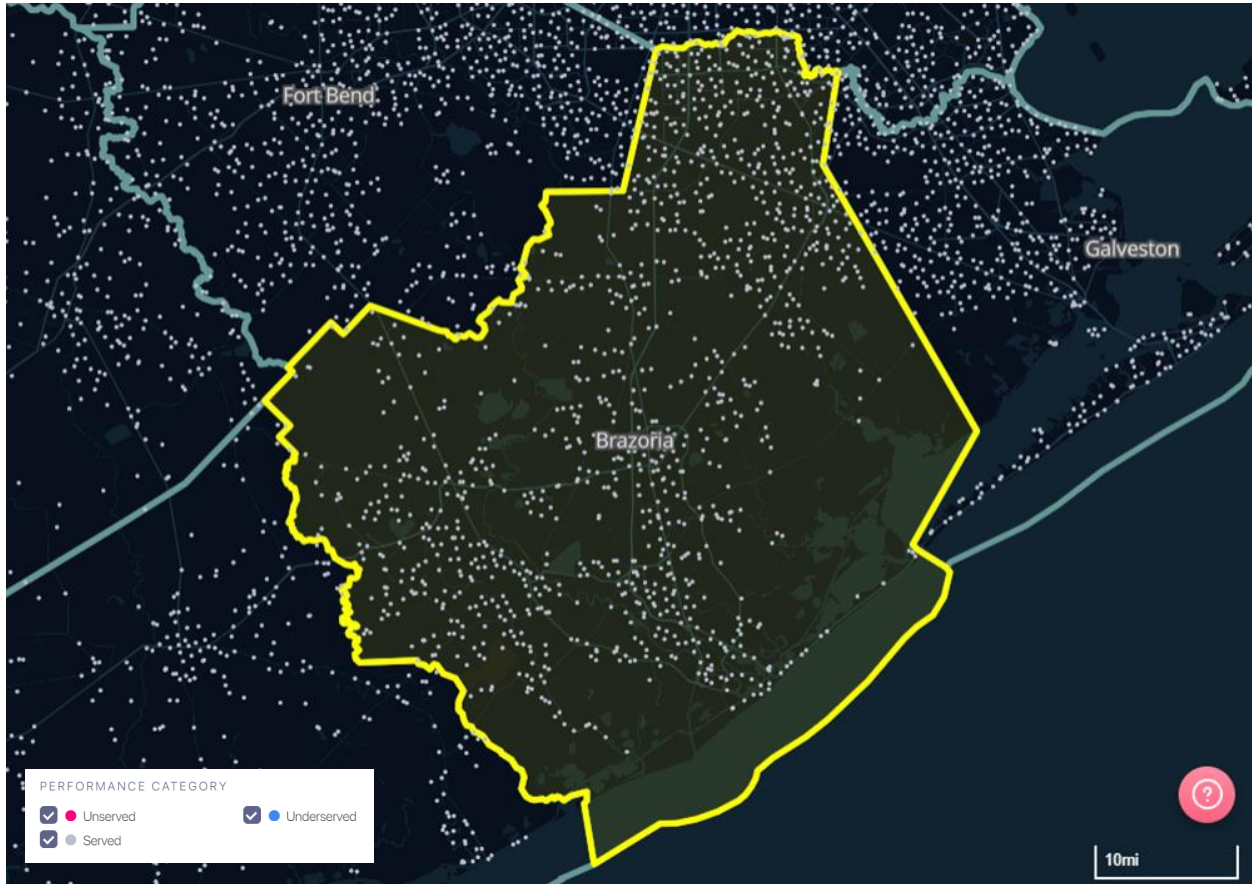 Fort Bend
Galveston
Brazoria
PERFORMANCE CATEGORY
Unserved
Underserved
Served
?
10mi